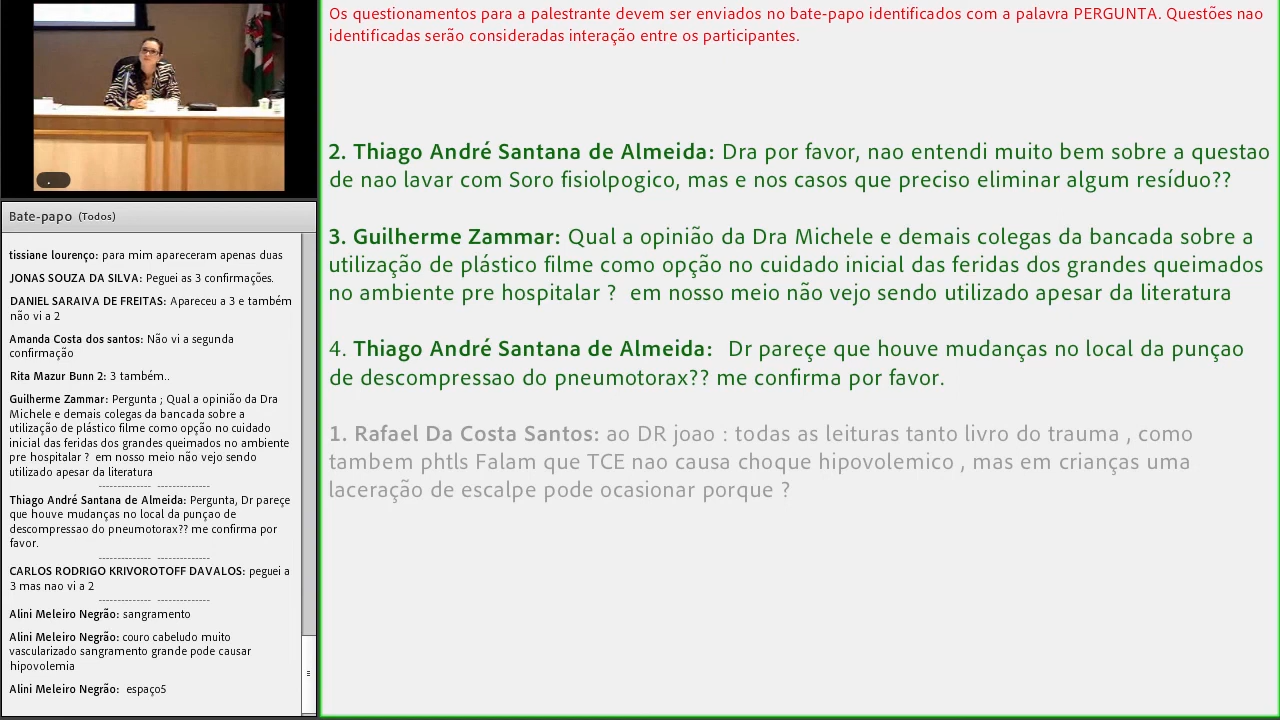 Os questionamentos para a palestrante devem ser enviados no bate-papo identificados com a palavra PERGUNTA. Questões nao
identificadas serão consideradas interação entre os participantes.
2. Thiago André Santana de Almeida: Dra por favor, nao entendi muito bem sobre a questao
de nao lavar com Soro fisiolpogico, mas e nos casos que preciso eliminar algum resíduo??
3. Guilherme Zammar: Qual a opinião da Dra Michele e demais colegas da bancada sobre a
utilização de plástico filme como opção no cuidado inicial das feridas dos grandes queimados
no ambiente pre hospitalar ? em nosso meio não vejo sendo utilizado apesar da literatura
4. Thiago André Santana de Almeida: Dr pareçe que houve mudanças no local da punçao
de descompressao do pneumotorax?? me confirma por favor.
1. Rafael Da Costa Santos: ao DR joao : todas as leituras tanto livro do trauma , como
tambem phtls Falam que TCE nao causa choque hipovolemico , mas em crianças uma
laceração de escalpe pode ocasionar porque ?
Bate-papo (Todos)
tissiane lourenço: para mim apareceram apenas duas
JONAS SOUZA DA SILVA: Peguei as 3 confirmações.
DANIEL SARAIVA DE FREITAS: Apareceu a 3 e também
não vi a 2
Amanda Costa dos santos: Não vi a segunda
confirmação
Rita Mazur Bunn 2: 3 também..
Guilherme Zammar: Pergunta ; Qual a opinião da Dra
Michele e demais colegas da bancada sobre a
utilização de plástico filme como opção no cuidado
inicial das feridas dos grandes queimados no ambiente
pre hospitalar ? em nosso meio não vejo sendo
utilizado apesar da literatura
-------------- --------------
Thiago André Santana de Almeida: Pergunta, Dr pareçe
que houve mudanças no local da punçao de
descompressao do pneumotorax?? me confirma por
favor.
-------------- --------------
CARLOS RODRIGO KRIVOROTOFF DAVALOS: peguei a
3 mas nao vi a 2
-------------- --------------
Alini Meleiro Negrão: sangramento
Alini Meleiro Negrão: couro cabeludo muito
vascularizado sangramento grande pode causar
hipovolemia
Alini Meleiro Negrão: espaço5